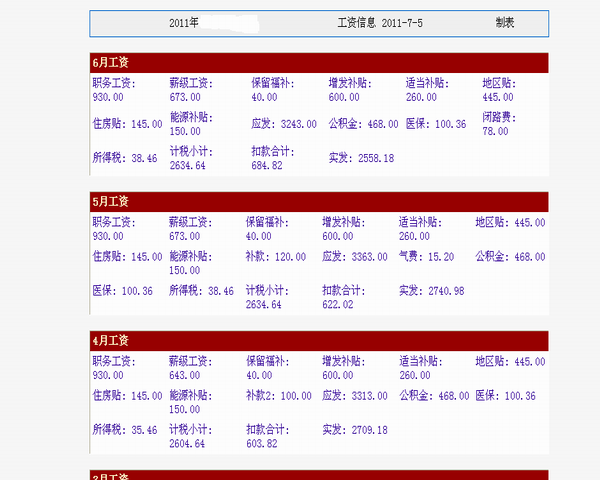 2011年 工资信息 2011-7-5 制表
6月工资
职务工资: 薪级工资: 保留福补: 增发补贴: 适当补贴: 地区贴:
930.00 673.00 40.00 600.00 260.00 445.00
住房贴: 145.00 能源补贴: 应发: 3243.00 公积金: 468.00 医保: 100.36 闭路费:
150.00 78.00
所得税: 38.46 计税小计: 扣款合计: 实发: 2558.18
2634.64 684.82
5月工资
职务工资: 薪级工资: 保留福补: 增发补贴: 适当补贴: 地区贴: 445.00
930.00 673.00 40.00 600.00 260.00
住房贴: 145.00 能源补贴: 补款: 120.00 应发: 3363.00 气费: 15.20 公积金: 468.00
150.00
医保: 100.36 所得税: 38.46 计税小计: 扣款合计: 实发: 2740.98
2634.64 622.02
4月工资
职务工资: 薪级工资: 保留福补: 增发补贴: 适当补贴: 地区贴: 445.00
930.00 643.00 40.00 600.00 260.00
住房贴: 145.00 能源补贴: 补款2: 100.00 应发: 3313.00 公积金: 468.00 医保: 100.36
150.00
所得税: 35.46 计税小计: 扣款合计: 实发: 2709.18
2604.64 603.82